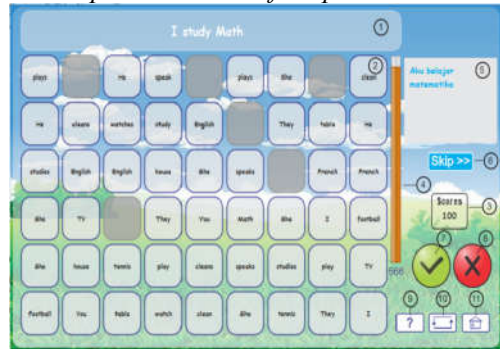 I study Math ①
plays He speak plays She clean ②
Aku belajar ⑤
matematika
He cleans watches study English They table He
Skip >> ⑥
studies English English house She speaks French French
④
Scores ③
100
She TV They You Math She I football
⑦ ⑧
She house tennis play cleans speaks studies play TV
666
⑨ ⑩ ⑪
football You table watch clean She tennis They I
?